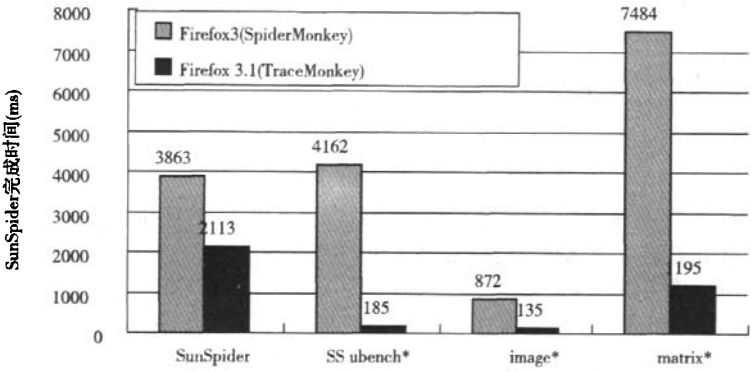 8000
7000
6000
5000
4000
3000
2000
1000
0
SunSpider完成时间(ms)
Firefox3(SpiderMonkey)
Firefox 3.1(TraceMonkey)
3863
2113
4162
185
872
135
7484
195
SunSpider
SS ubench*
image*
matrix*